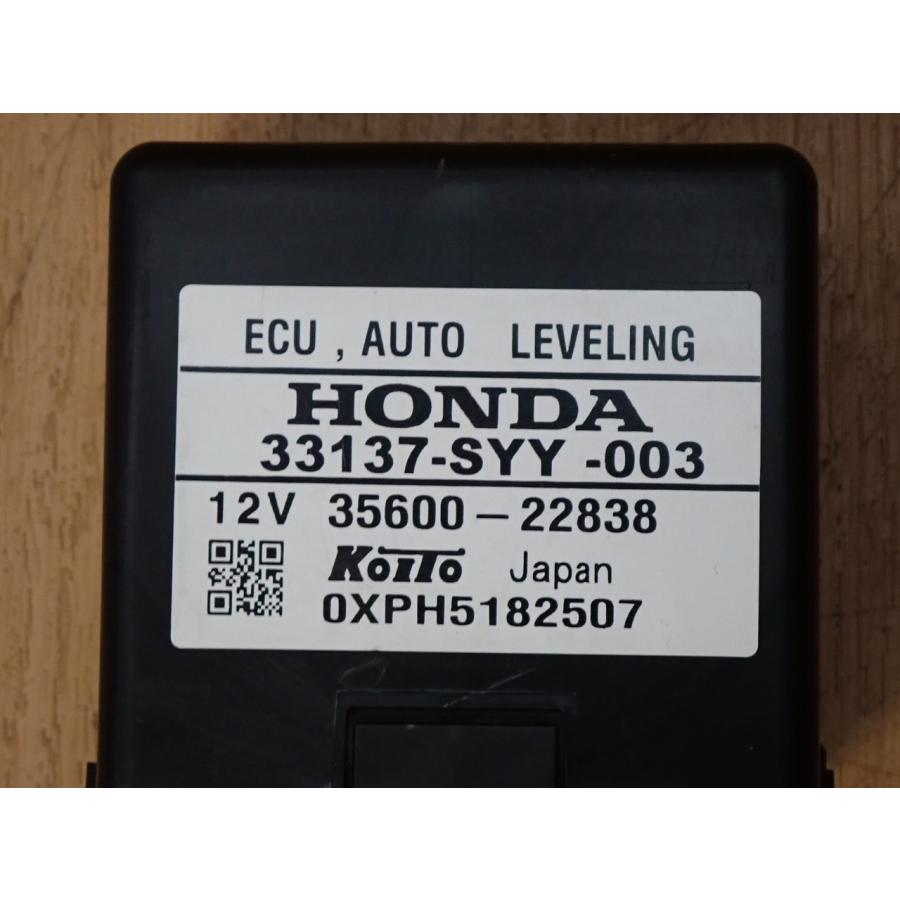 ECU , AUTO LEVELING
HONDA
33137-SYY -003
12V 35600-22838
KOITO Japan
0XPH5182507